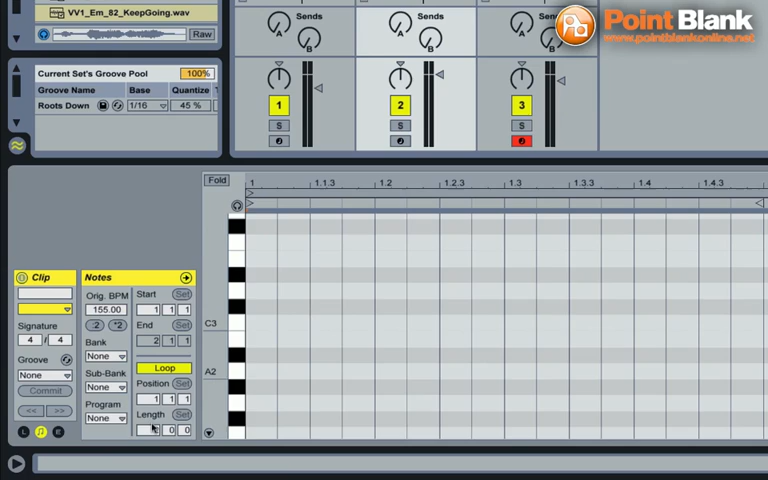 VV1_Em_82_KeepGoing.wav
Raw
Point Blank
www.pointblankonline.net
Current Set's Groove Pool 100%
Groove Name Base Quantize
Roots Down 1/16 45 %
Sends Sends Sends
A B A B A B
1 2 3
S S S
Fold
1 1.1.3 1.2 1.2.3 1.3 1.3.3 1.4 1.4.3
C3
A2
Clip
Signature
4 / 4
Groove
None
Commit
<< >>
L E
Notes
Orig. BPM
155.00
:2 *2
Bank
None
Sub-Bank
None
Program
None
Start Set
1 1 1
End Set
2 1 1
Loop
Position Set
1 1 1
Length Set
0 0